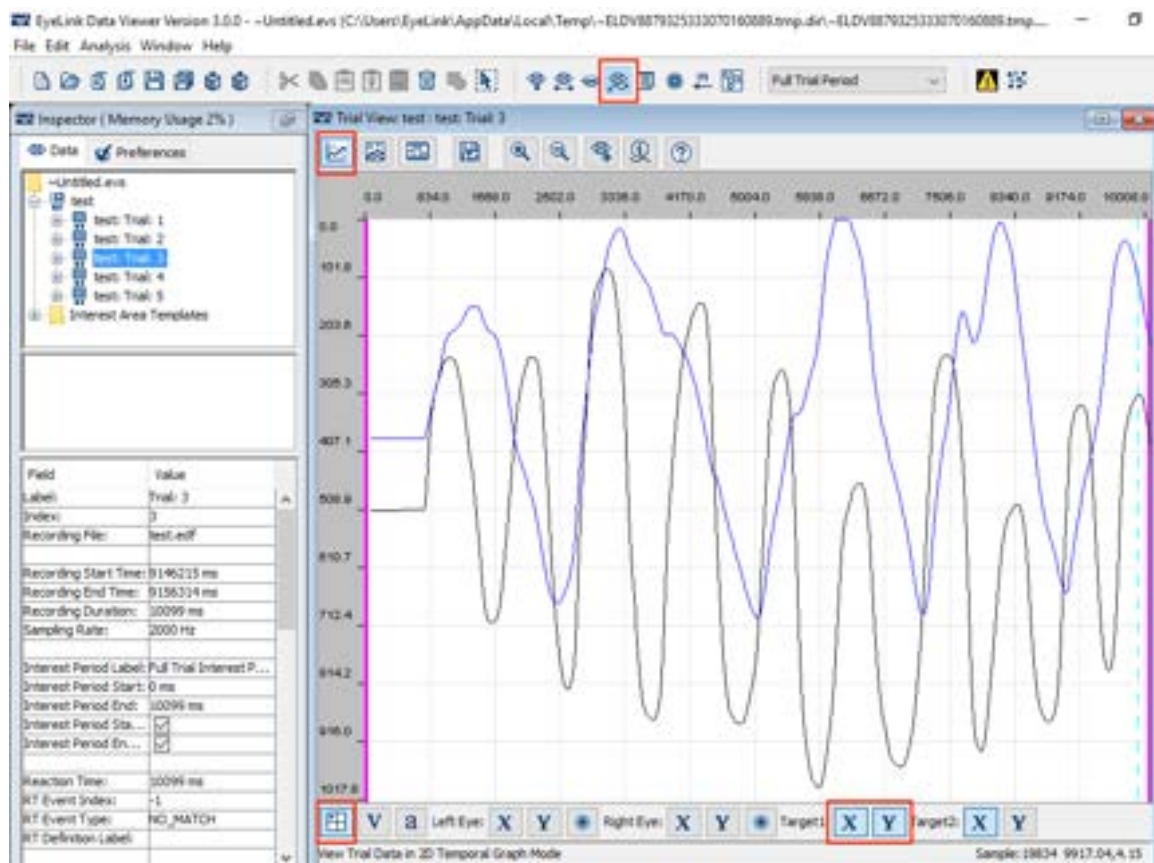 EyeLink Data Viewer Version 3.0.0 - ~Untitled.evs (C:\Users\EyeLink\AppData\Local\Temp\~ELDV8879325333070160889.tmp.dir\~ELDV8879325333070160889.tmp....
File Edit Analysis Window Help
Full Trial Period
Inspector ( Memory Usage 2% )
Data Preferences
~Untitled.evs
test
test: Trial: 1
test: Trial: 2
test: Trial: 3
test: Trial: 4
test: Trial: 5
Interest Area Templates
Field Value
Label: Trial: 3
Index: 3
Recording File: test.edf
Recording Start Time: 9146215 ms
Recording End Time: 9156314 ms
Recording Duration: 10099 ms
Sampling Rate: 2000 Hz
Interest Period Label: Full Trial Interest P...
Interest Period Start: 0 ms
Interest Period End: 10099 ms
Interest Period Sta...
Interest Period En...
Reaction Time: 10099 ms
RT Event Index: -1
RT Event Type: NO_MATCH
RT Definition Label:
Trial View: test : test: Trial: 3
0.0 834.0 1668.0 2502.0 3336.0 4170.0 5004.0 5838.0 6672.0 7506.0 8340.0 9174.0 10008.0
0.0
101.8
203.6
305.3
407.1
508.9
610.7
712.4
814.2
916.0
1017.8
V a Left Eye: X Y Right Eye: X Y Target1 X Y Target2: X Y
View Trial Data in 2D Temporal Graph Mode
Sample: 19834 9917.04,4.15